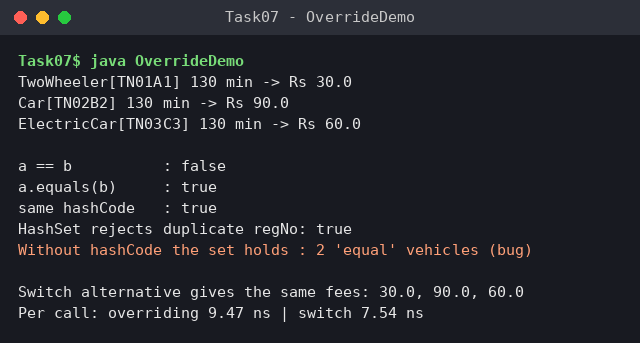 Task07 - OverrideDemo
Task07$ java OverrideDemo
TwoWheeler[TN01A1] 130 min -> Rs 30.0
Car[TN02B2] 130 min -> Rs 90.0
ElectricCar[TN03C3] 130 min -> Rs 60.0
a == b          : false
a.equals(b)     : true
same hashCode   : true
HashSet rejects duplicate regNo: true
Without hashCode the set holds : 2 'equal' vehicles (bug)
Switch alternative gives the same fees: 30.0, 90.0, 60.0
Per call: overriding 9.47 ns | switch 7.54 ns